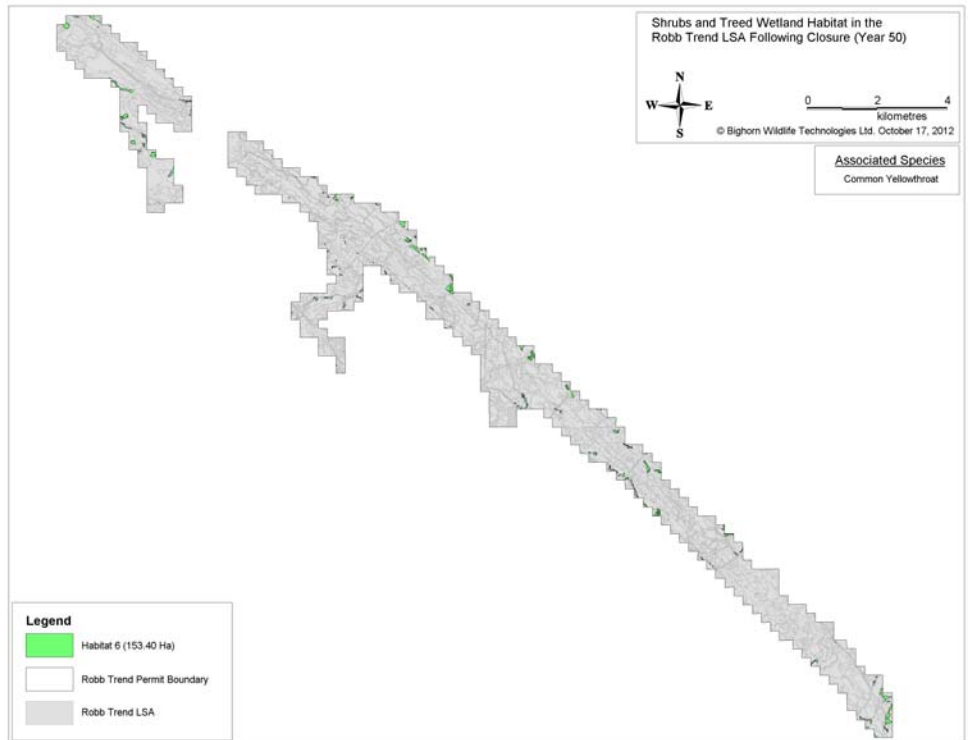 Shrubs and Treed Wetland Habitat in the
Robb Trend LSA Following Closure (Year 50)
N
W E
S
0 2 4
kilometres
© Bighorn Wildlife Technologies Ltd. October 17, 2012
Associated Species
Common Yellowthroat
Legend
Habitat 6 (153.40 Ha)
Robb Trend Permit Boundary
Robb Trend LSA